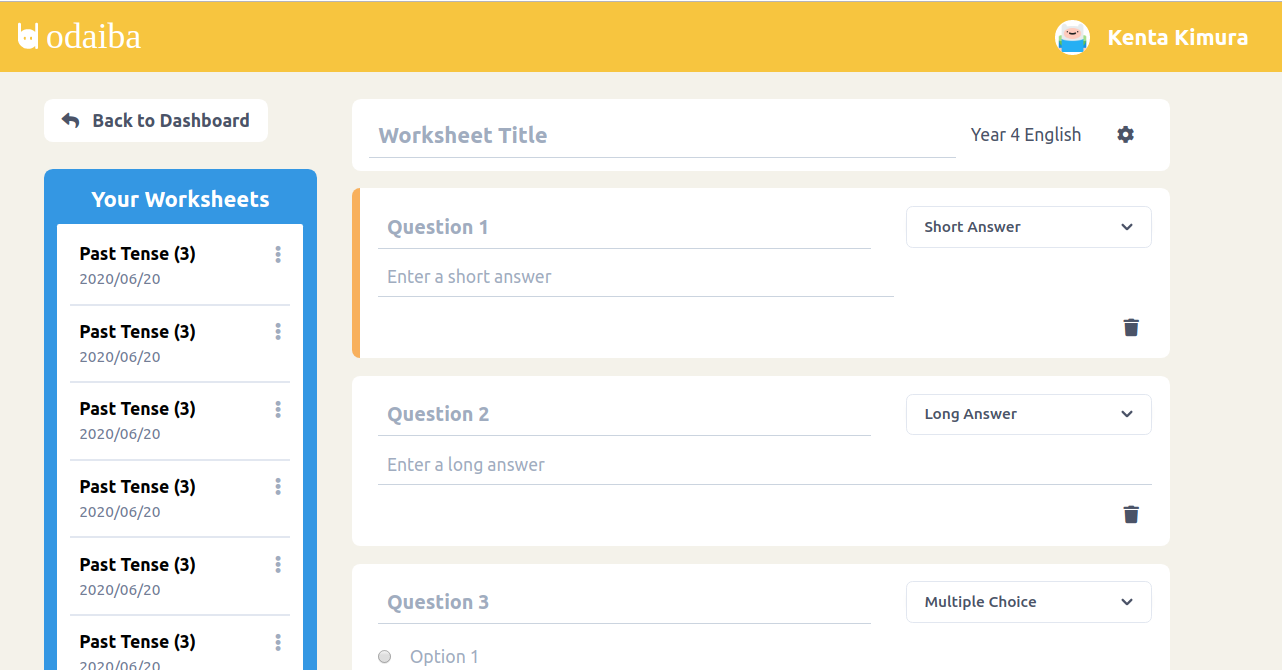 odaiba
Kenta Kimura
Back to Dashboard
Your Worksheets
Past Tense (3)
2020/06/20
Past Tense (3)
2020/06/20
Past Tense (3)
2020/06/20
Past Tense (3)
2020/06/20
Past Tense (3)
2020/06/20
Past Tense (3)
2020/06/20
Worksheet Title
Year 4 English
Question 1
Short Answer
Enter a short answer
Question 2
Long Answer
Enter a long answer
Question 3
Multiple Choice
Option 1